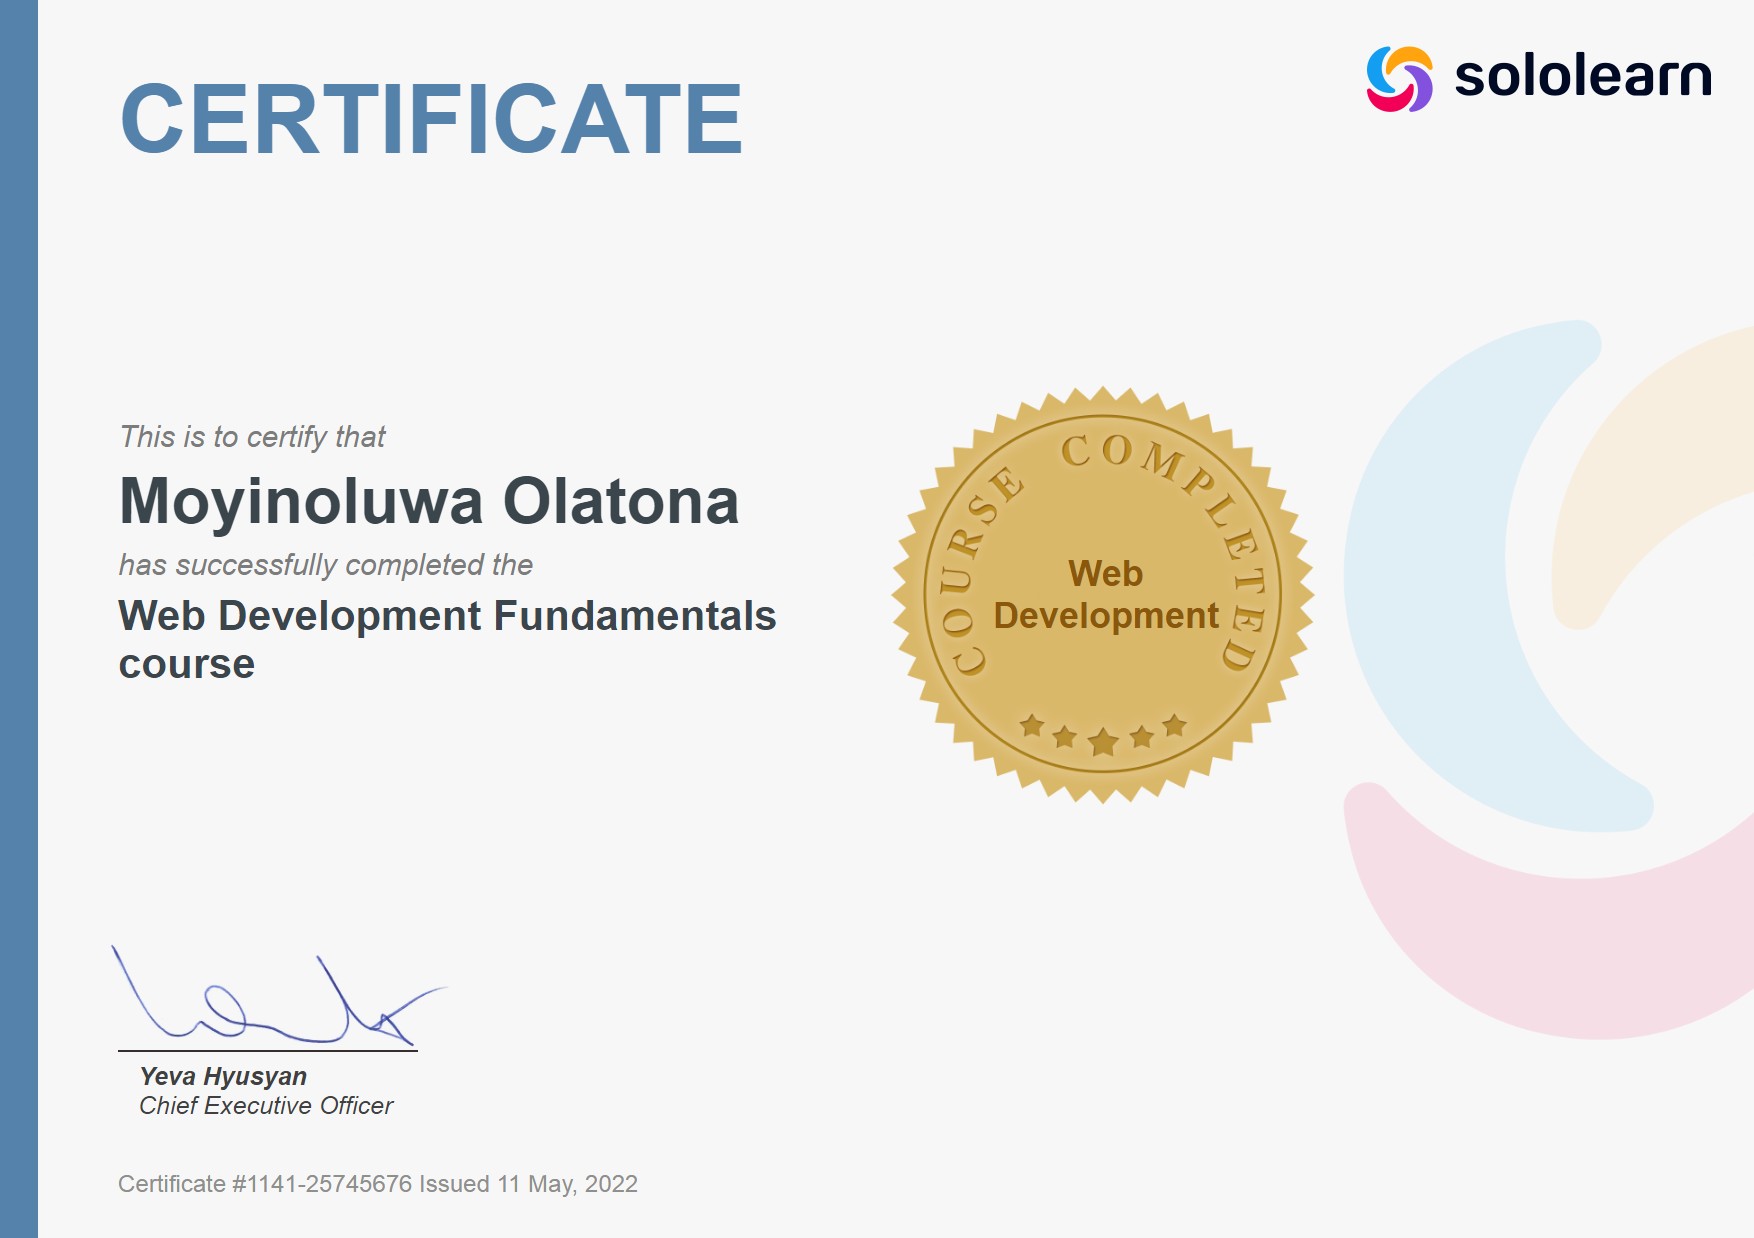 CERTIFICATE
sololearn
This is to certify that
Moyinoluwa Olatona
has successfully completed the
Web Development Fundamentals
course
COURSE COMPLETED
Web
Development
Yeva Hyusyan
Chief Executive Officer
Certificate #1141-25745676 Issued 11 May, 2022